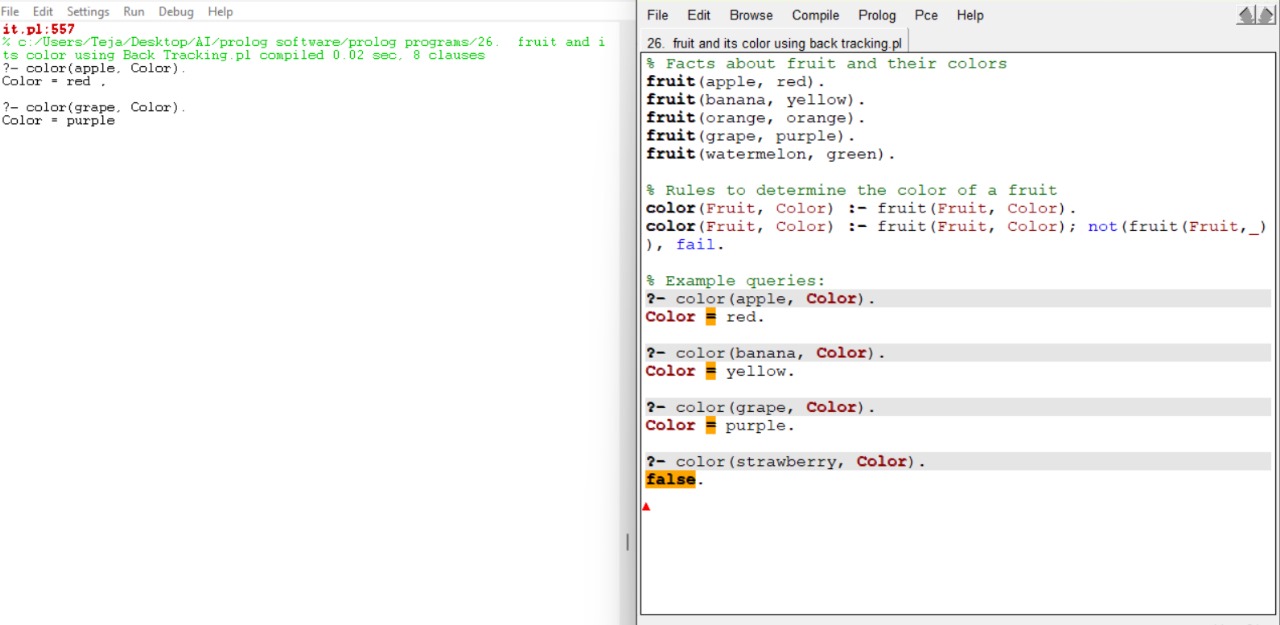 File Edit Settings Run Debug Help
it.pl:557
% c:/Users/Teja/Desktop/AI/prolog software/prolog programs/26.  fruit and i
ts color using Back Tracking.pl compiled 0.02 sec, 8 clauses
?- color(apple, Color).
Color = red .
?- color(grape, Color).
Color = purple
File Edit Browse Compile Prolog Pce Help
26.  fruit and its color using back tracking.pl
% Facts about fruit and their colors
fruit(apple, red).
fruit(banana, yellow).
fruit(orange, orange).
fruit(grape, purple).
fruit(watermelon, green).
% Rules to determine the color of a fruit
color(Fruit, Color) :- fruit(Fruit, Color).
color(Fruit, Color) :- fruit(Fruit, Color); not(fruit(Fruit,_)
), fail.
% Example queries:
?- color(apple, Color).
Color = red.
?- color(banana, Color).
Color = yellow.
?- color(grape, Color).
Color = purple.
?- color(strawberry, Color).
false.